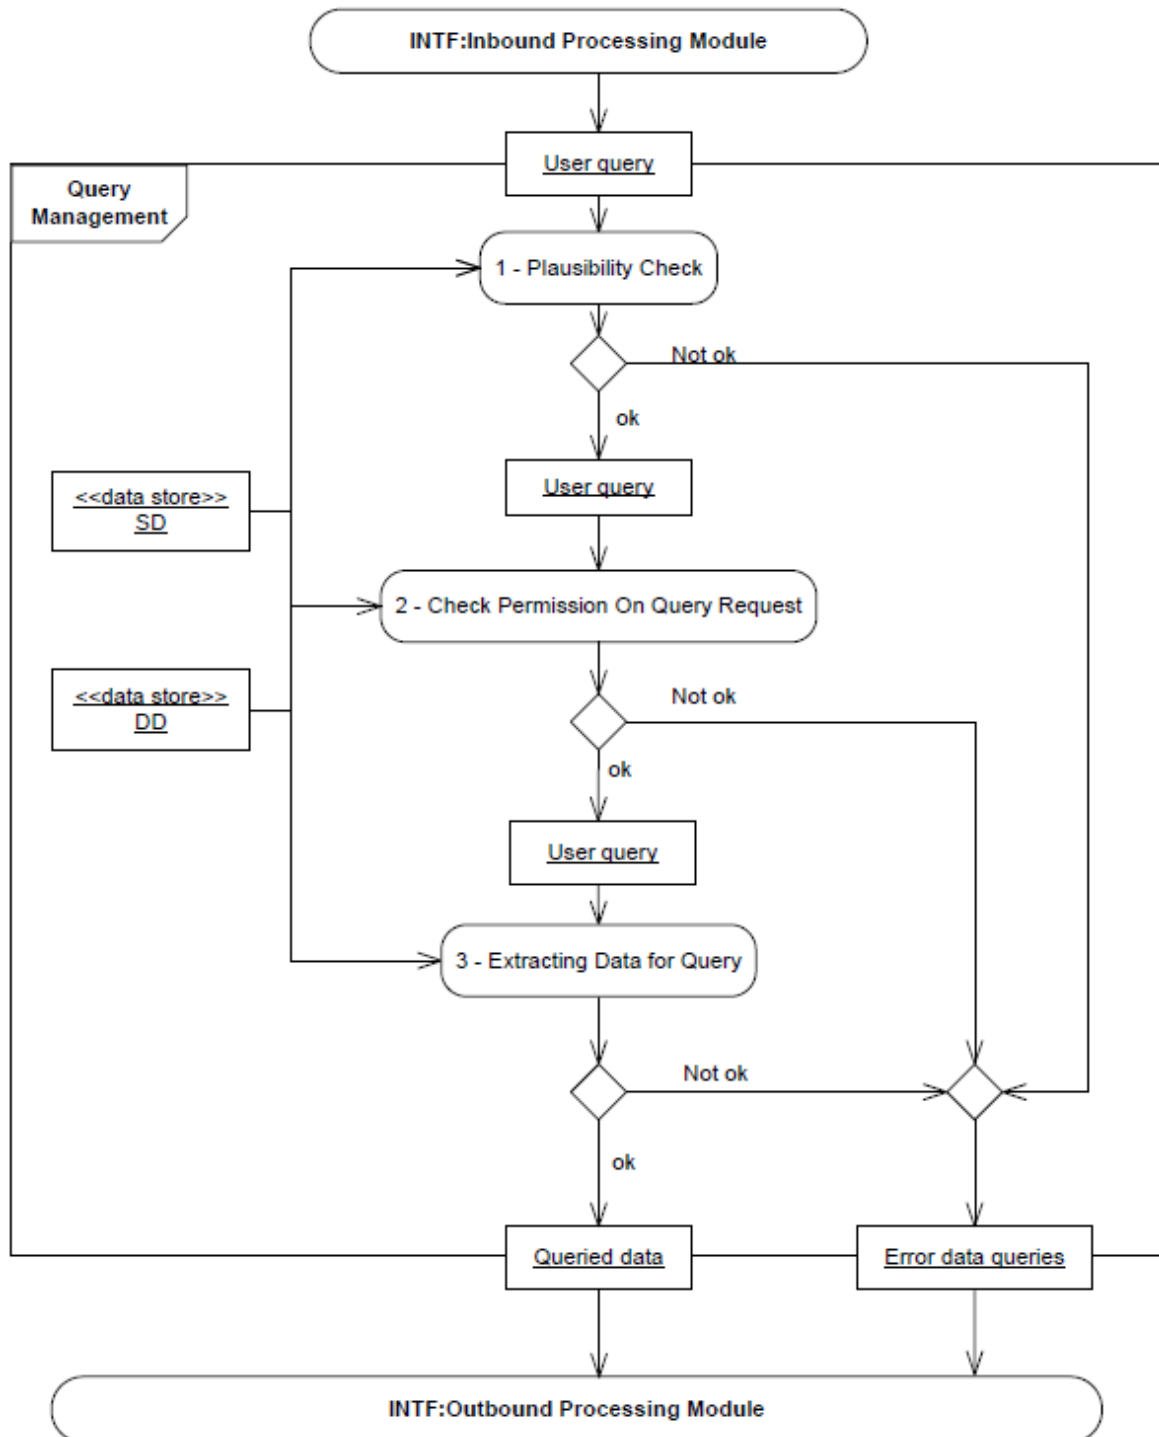 INTF:Inbound Processing Module
User query
Query
Management
1 - Plausibility Check
Not ok
ok
<<data store>>
SD
User query
2 - Check Permission On Query Request
<<data store>>
DD
Not ok
ok
User query
3 - Extracting Data for Query
Not ok
ok
Queried data
Error data queries
INTF:Outbound Processing Module